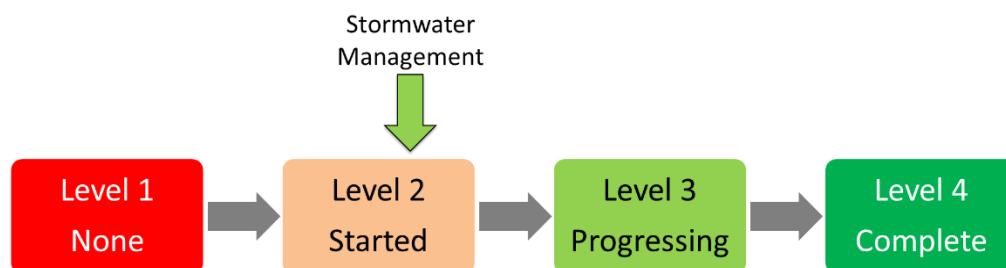 Stormwater
Management
Level 1
None
Level 2
Started
Level 3
Progressing
Level 4
Complete